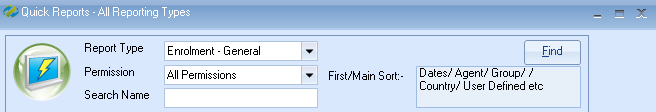 Quick Reports - All Reporting Types
Report Type Enrolment - General Find
Permission All Permissions First/Main Sort:- Dates/ Agent/ Group/ /
Country/ User Defined etc
Search Name